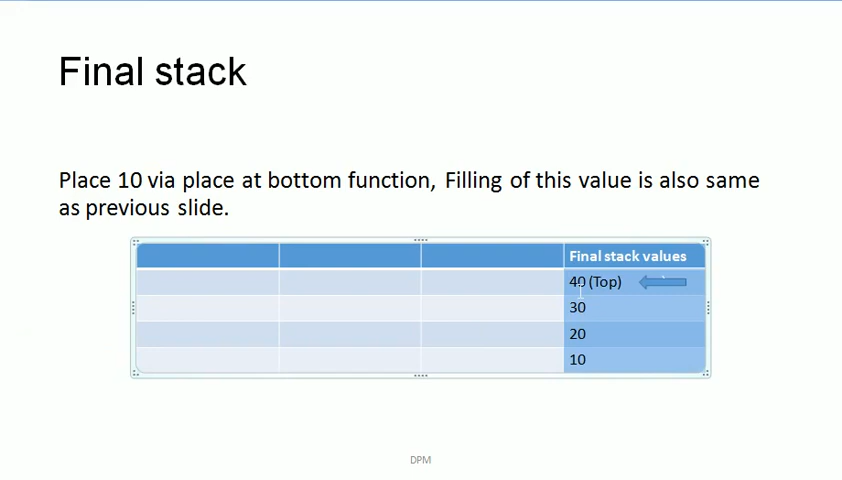 Final stack
Place 10 via place at bottom function, Filling of this value is also same
as previous slide.
Final stack values
40 (Top)
30
20
10
DPM